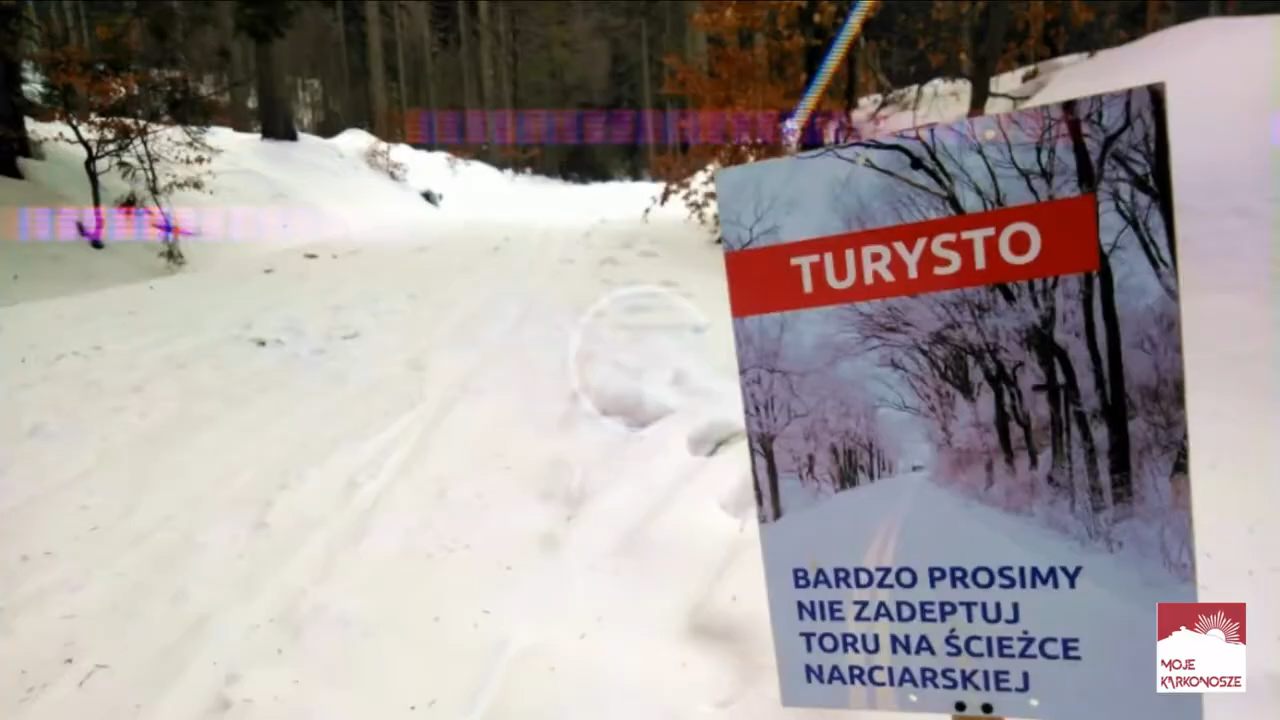 TURYSTO
BARDZO PROSIMY
NIE ZADEPTUJ
TORU NA ŚCIEŻCE
NARCIARSKIEJ
MOJE
KARKONOSZE